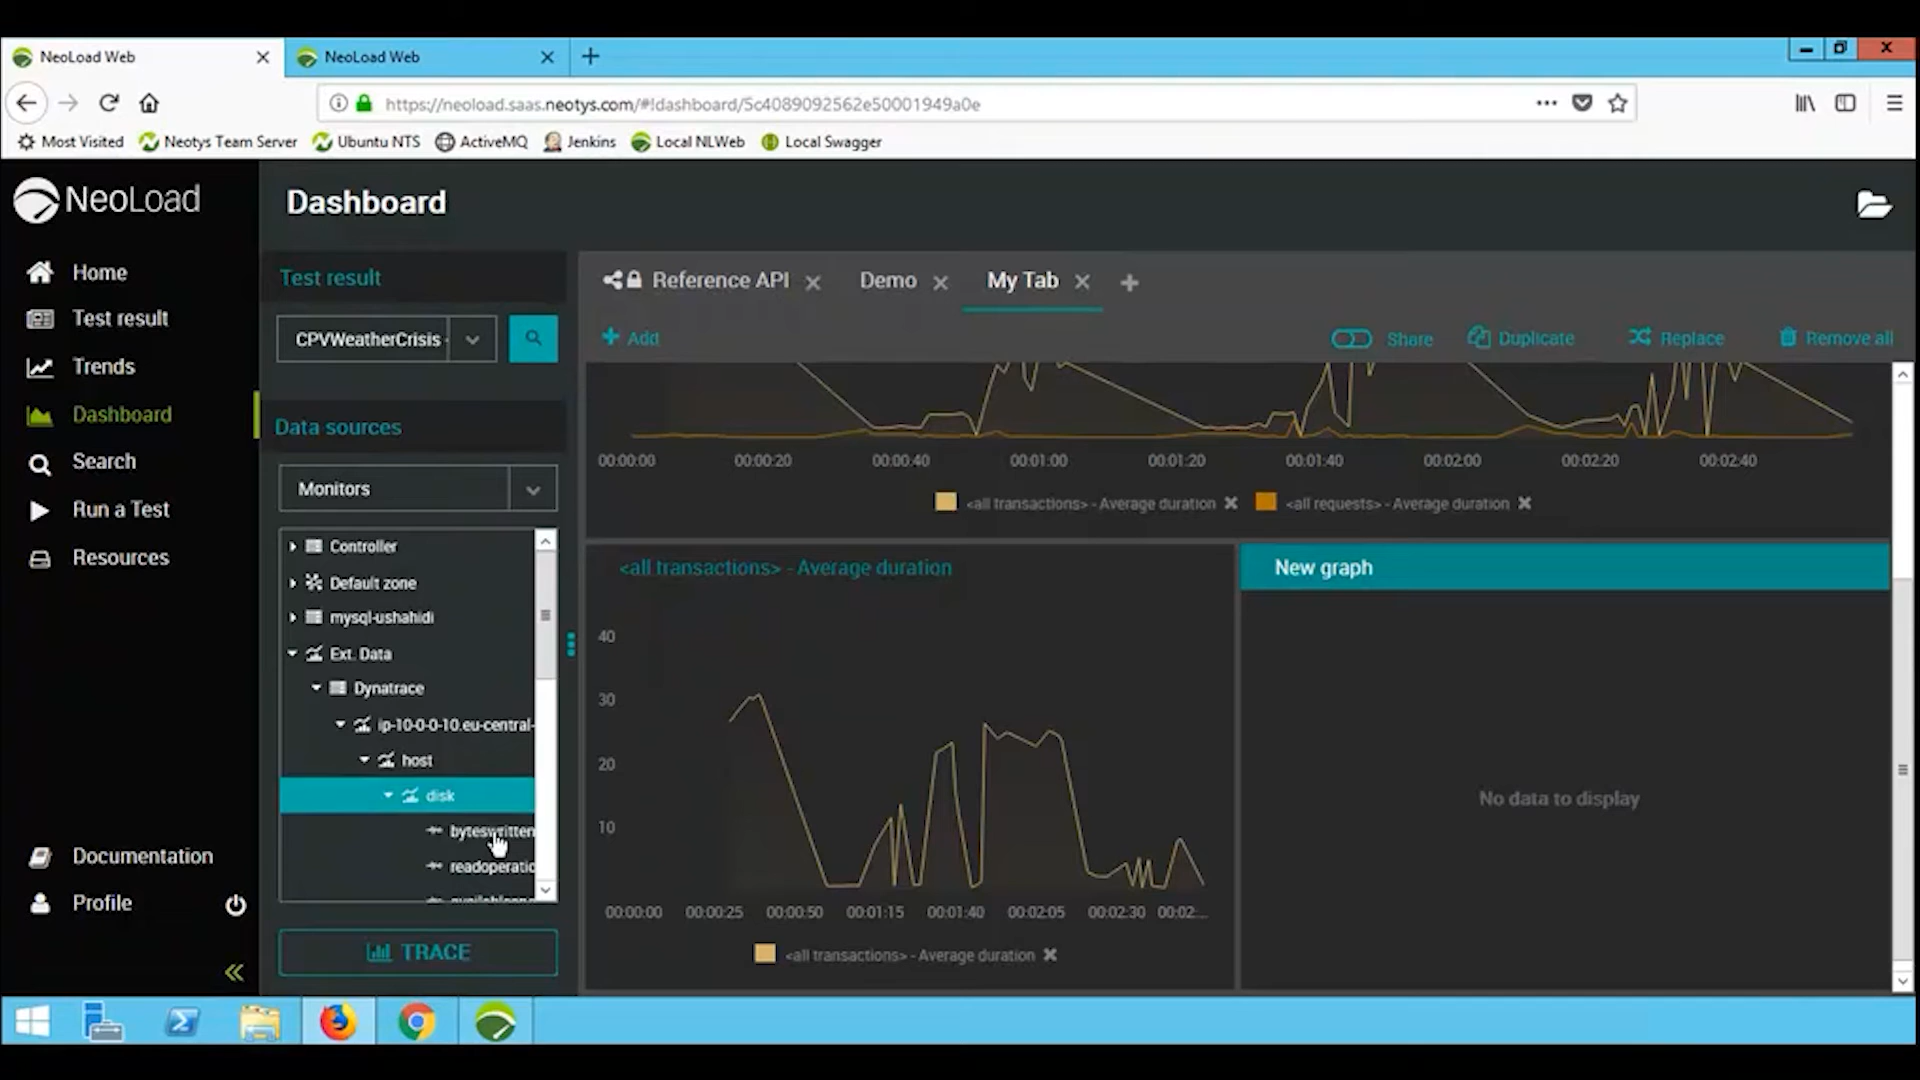 NeoLoad Web
NeoLoad Web
https://neoload.saas.neotys.com/#!dashboard/5c4089092562e50001949a0e
Most Visited
Neotys Team Server
Ubuntu NTS
ActiveMQ
Jenkins
Local NLWeb
Local Swagger
NEOLOAD
Home
Test result
Trends
Dashboard
Search
Run a Test
Resources
Documentation
Profile
Dashboard
Test result
CPVWeatherCrisis
Data sources
Monitors
Controller
Default zone
mysql-ushahidi
Ext. Data
Dynatrace
ip-10-0-0-10.eu-central-
host
disk
byteswritten
readoperatic
TRACE
Reference API
Demo
My Tab
Add
Share
Duplicate
Replace
Remove all
00:00:00 00:00:20 00:00:40 00:01:00 00:01:20 00:01:40 00:02:00 00:02:20 00:02:40
<all transactions> - Average duration
<all requests> - Average duration
<all transactions> - Average duration
40
30
20
10
00:00:00 00:00:25 00:00:50 00:01:15 00:01:40 00:02:05 00:02:30 00:02:...
<all transactions> - Average duration
New graph
No data to display